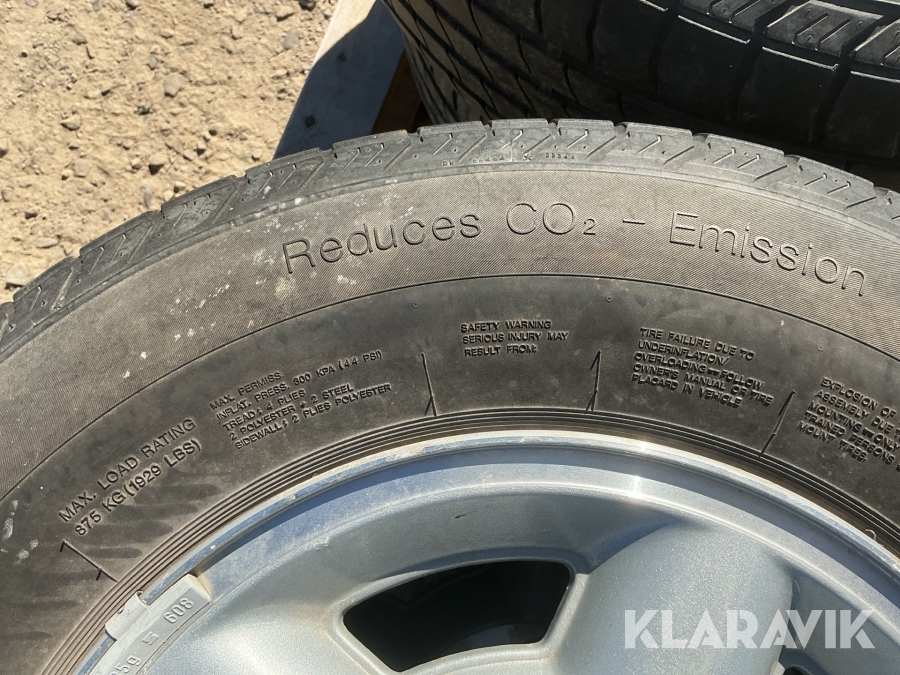 Reduces CO₂ - Emission
MAX. LOAD RATING
875 KG (1929 LBS)
MAX. PERMISS.
INFLAT. PRESS. 300 KPA (44 PSI)
TREAD: 4 PLIES
2 POLYESTER + 2 STEEL
SIDEWALL: 2 PLIES POLYESTER
SAFETY WARNING
SERIOUS INJURY MAY
RESULT FROM:
TIRE FAILURE DUE TO
UNDERINFLATION/
OVERLOADING - FOLLOW
OWNER'S MANUAL OR TIRE
PLACARD IN VEHICLE
EXPLOSION OF
ASSEMBLY DUE
MOUNTING - ONLY
TRAINED PERSONS
MOUNT TIRES.
5g 608
KLARAVIK